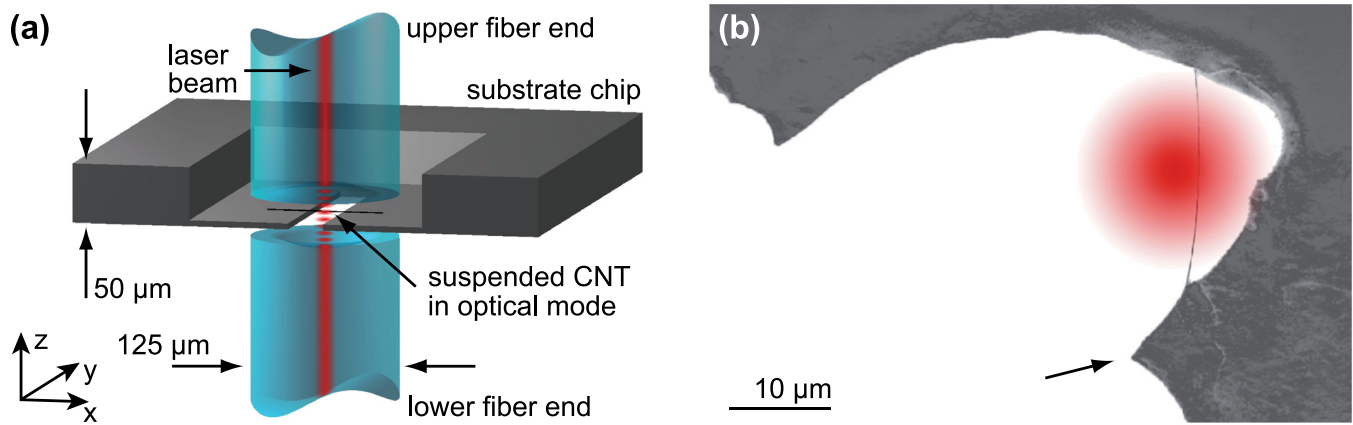 (a)
upper fiber end
laser
beam
substrate chip
50 µm
suspended CNT
in optical mode
125 µm
z
y
x
lower fiber end
(b)
10 µm